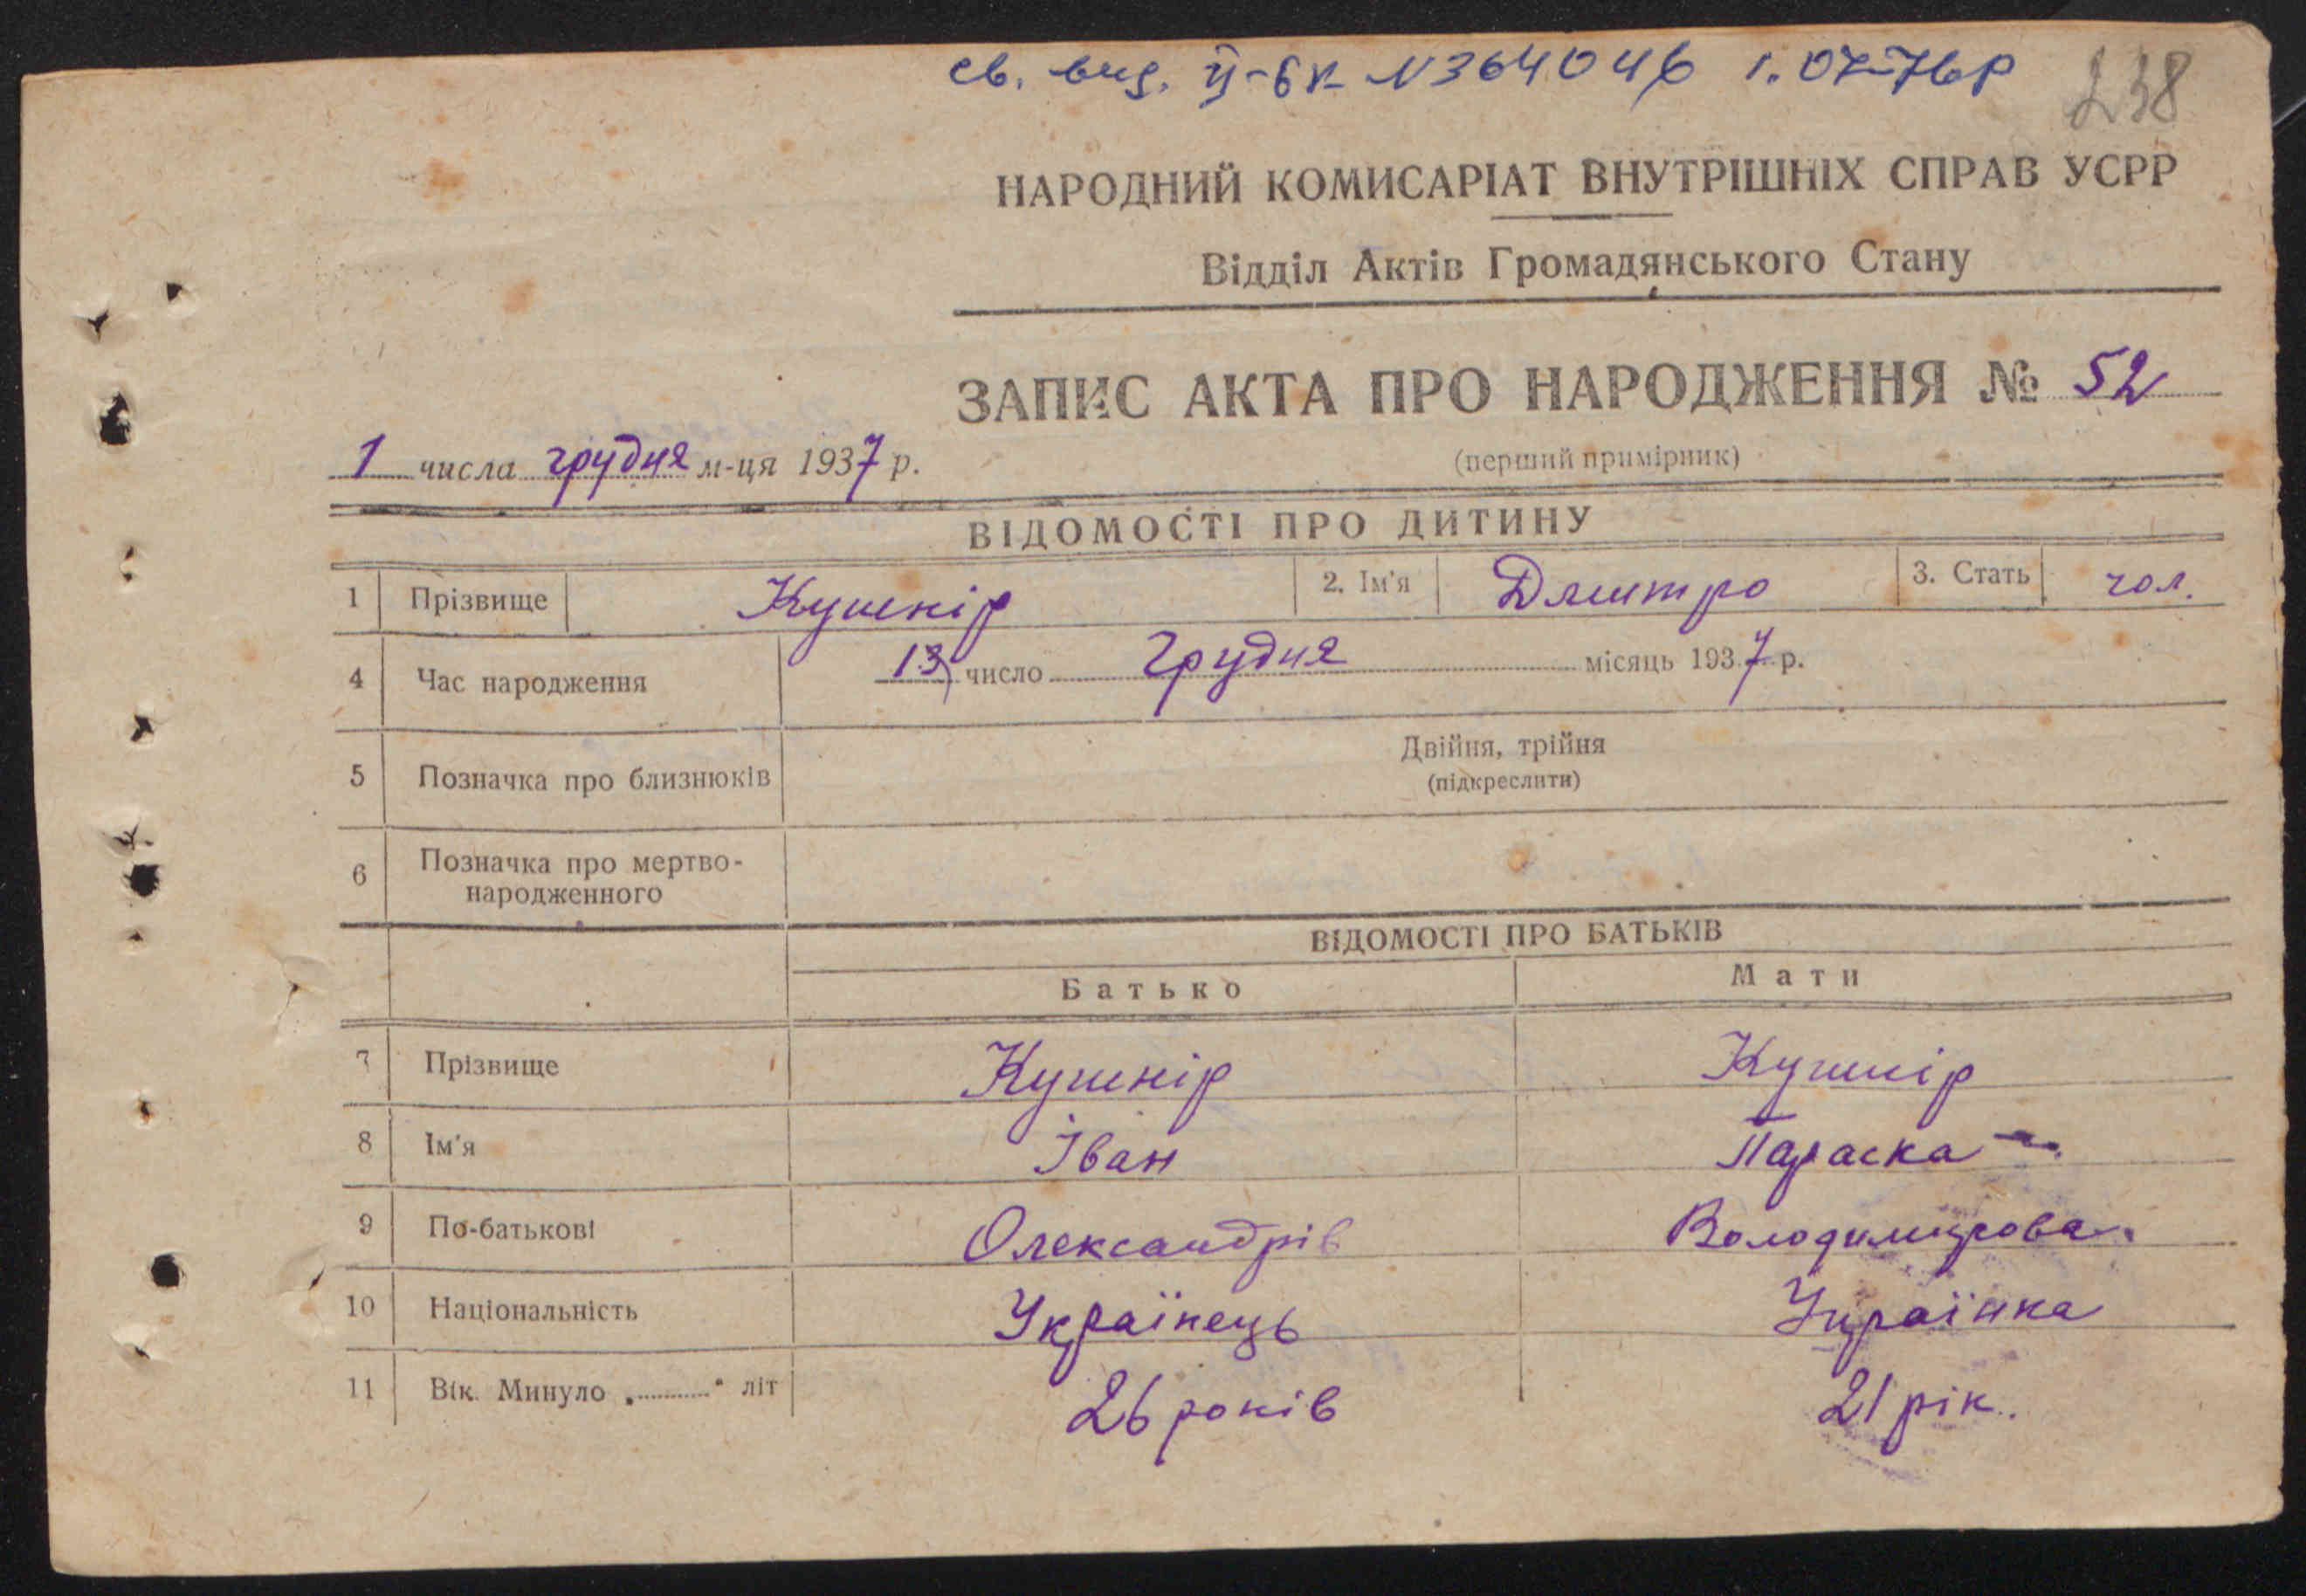 св. вид. ІІ-БК N 364046 1.07-76р
238
НАРОДНИЙ КОМИСАРІАТ ВНУТРІШНІХ СПРАВ УСРР
Відділ Актів Громадянського Стану
ЗАПИС АКТА ПРО НАРОДЖЕННЯ № 52
1 числа грудня м-ця 1937 р.
(перший примірник)
ВІДОМОСТІ ПРО ДИТИНУ
1 Прізвище Кушнір 2. Ім'я Дмитро 3. Стать чол.
4 Час народження 13 число Грудня місяць 1937 р.
Двійня, трійня
5 Позначка про близнюків (підкреслити)
6 Позначка про мертво-
народженного
ВІДОМОСТІ ПРО БАТЬКІВ
Батько Мати
7 Прізвище Кушнір Кушнір
8 Ім'я Іван Параска
9 По-батькові Олександрів Володимирова
10 Національність Українець Українка
11 Вік. Минуло „..........“ літ 26 років 21 рік.